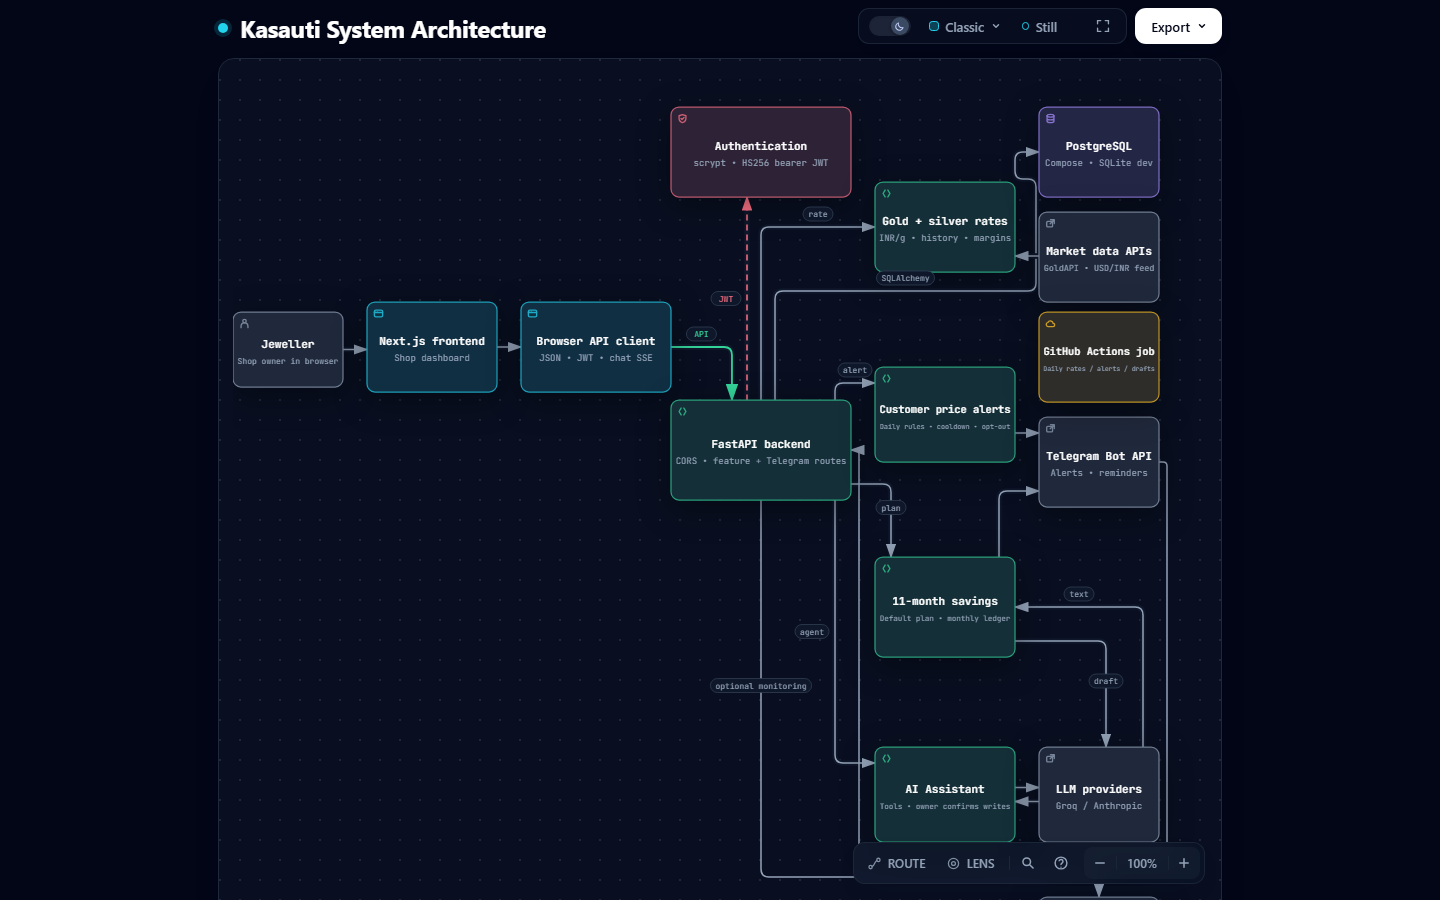 Kasauti System Architecture
Classic
Still
Export
Authentication
scrypt • HS256 bearer JWT
PostgreSQL
Compose • SQLite dev
rate
Gold + silver rates
INR/g • history • margins
Market data APIs
GoldAPI • USD/INR feed
SQLAlchemy
JWT
Jeweller
Shop owner in browser
Next.js frontend
Shop dashboard
Browser API client
JSON • JWT • chat SSE
API
GitHub Actions job
Daily rates / alerts / drafts
alert
Customer price alerts
Daily rules • cooldown • opt-out
FastAPI backend
CORS • feature + Telegram routes
Telegram Bot API
Alerts • reminders
plan
11-month savings
Default plan • monthly ledger
text
agent
draft
optional monitoring
AI Assistant
Tools • owner confirms writes
LLM providers
Groq / Anthropic
ROUTE
LENS
100%